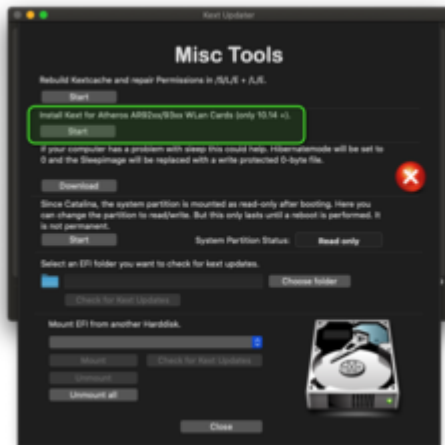 Kext Updater
Misc Tools
Rebuild Kextcache and repair Permissions in /S/L/E + /L/E.
Start
Install Kext for Atheros AR92xx/93xx WLan Cards (only 10.14 +).
Start
If your computer has a problem with sleep this could help. Hibernatemode will be set to
0 and the Sleepimage will be replaced with a write protected 0-byte file.
Download
Since Catalina, the system partition is mounted as read-only after booting. Here you
can change the partition to read/write. But this only lasts until a reboot is performed. It
is not permanent.
Start System Partition Status: Read only
Select an EFI folder you want to check for kext updates.
Choose folder
Check for Kext Updates
Mount EFI from another Harddisk.
Mount Check for Kext Updates
Unmount
Unmount all
Close